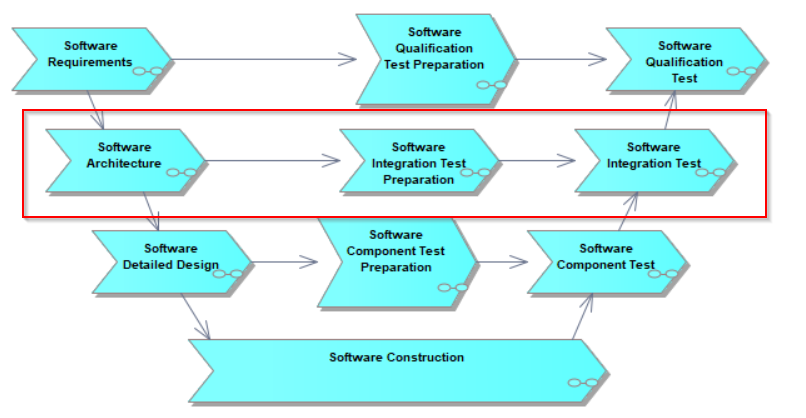 Software
Requirements
Software
Qualification
Test Preparation
Software
Qualification
Test
Software
Architecture
Software
Integration Test
Preparation
Software
Integration Test
Software
Detailed Design
Software
Component Test
Preparation
Software
Component Test
Software Construction